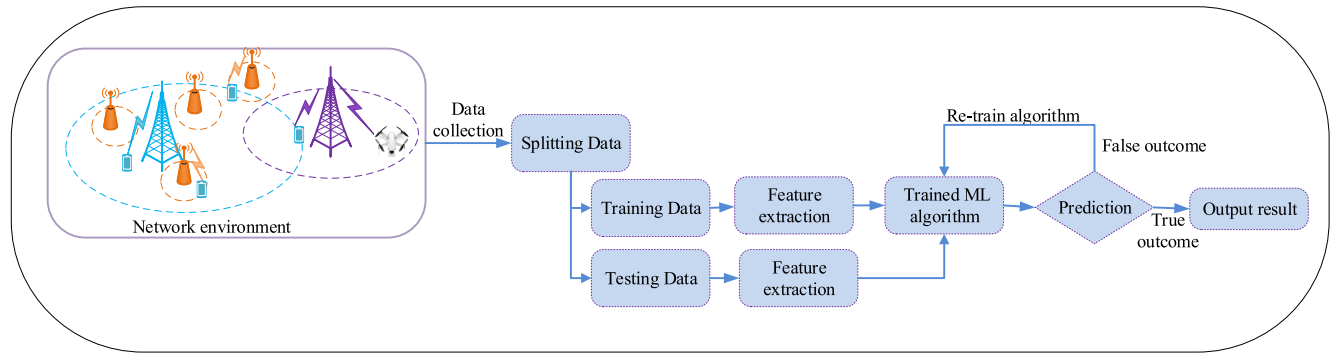 Network environment
Data
collection
Splitting Data
Training Data
Feature
extraction
Testing Data
Feature
extraction
Trained ML
algorithm
Re-train algorithm
False outcome
Prediction
True
outcome
Output result